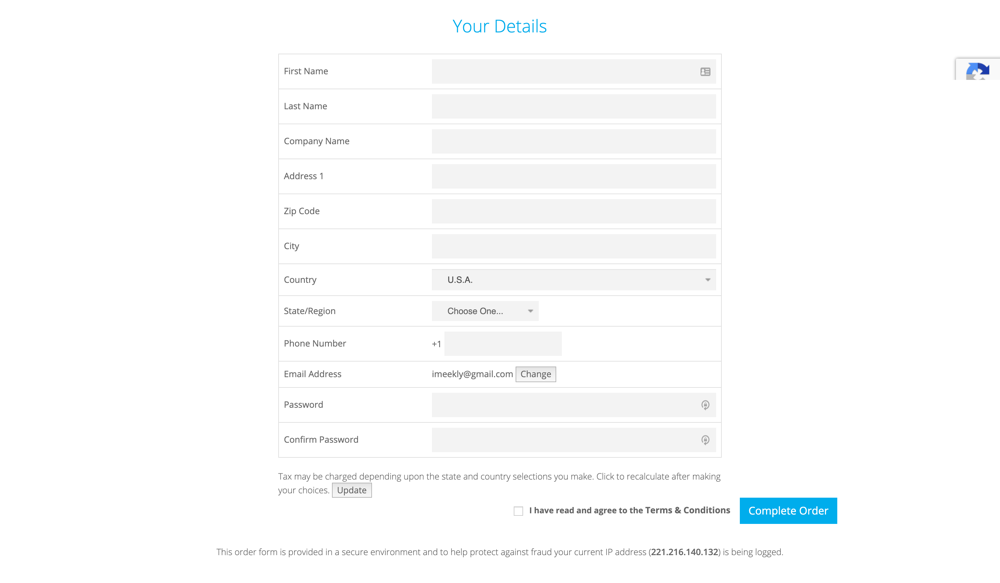 Your Details
First Name
Last Name
Company Name
Address 1
Zip Code
City
Country U.S.A.
State/Region Choose One...
Phone Number +1
Email Address imeekly@gmail.com Change
Password
Confirm Password
Tax may be charged depending upon the state and country selections you make. Click to recalculate after making
your choices. Update
I have read and agree to the Terms & Conditions Complete Order
This order form is provided in a secure environment and to help protect against fraud your current IP address (221.216.140.132) is being logged.